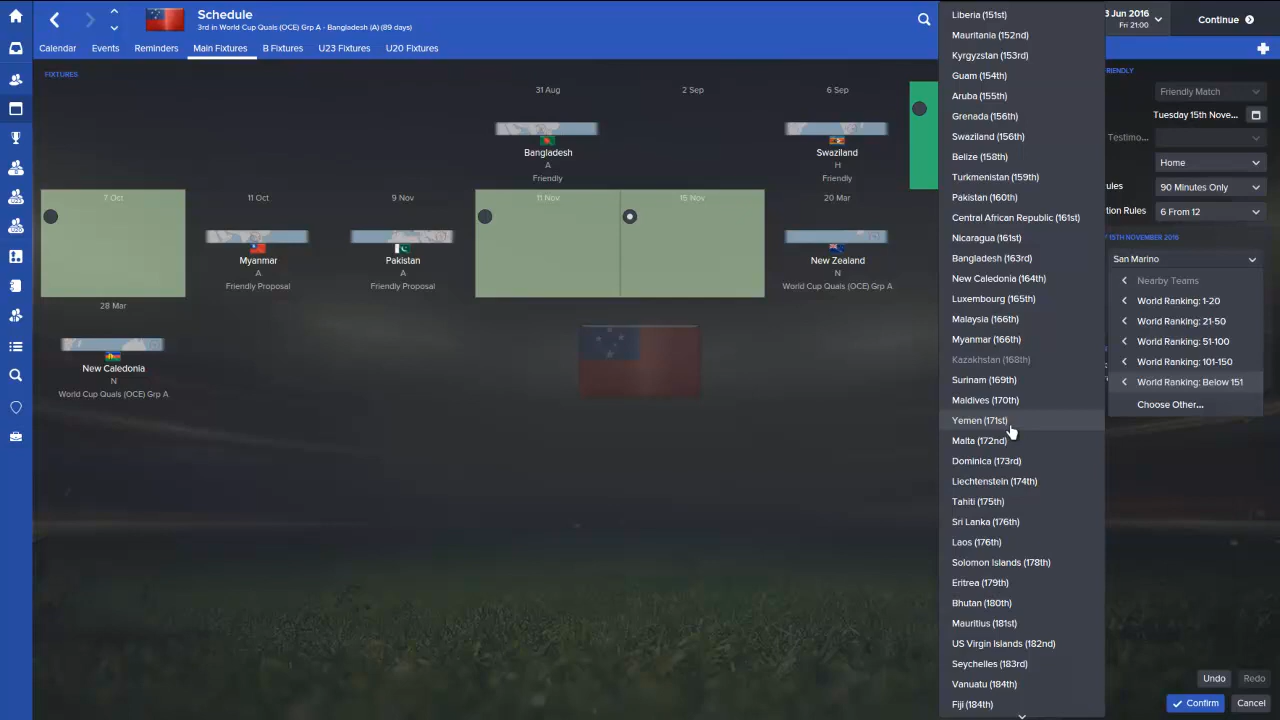 Schedule
3rd in World Cup Quals (OCE) Grp A - Bangladesh (A) (89 days)
3 Jun 2016
Fri 21:00
Continue
Calendar
Events
Reminders
Main Fixtures
B Fixtures
U23 Fixtures
U20 Fixtures
FIXTURES
31 Aug
2 Sep
6 Sep
Bangladesh
A
Friendly
Swaziland
H
Friendly
7 Oct
11 Oct
9 Nov
11 Nov
15 Nov
20 Mar
Myanmar
A
Friendly Proposal
Pakistan
A
Friendly Proposal
New Zealand
N
World Cup Quals (OCE) Grp A
28 Mar
New Caledonia
N
World Cup Quals (OCE) Grp A
Liberia (151st)
Mauritania (152nd)
Kyrgyzstan (153rd)
Guam (154th)
Aruba (155th)
Grenada (156th)
Swaziland (156th)
Belize (158th)
Turkmenistan (159th)
Pakistan (160th)
Central African Republic (161st)
Nicaragua (161st)
Bangladesh (163rd)
New Caledonia (164th)
Luxembourg (165th)
Malaysia (166th)
Myanmar (166th)
Kazakhstan (168th)
Surinam (169th)
Maldives (170th)
Yemen (171st)
Malta (172nd)
Dominica (173rd)
Liechtenstein (174th)
Tahiti (175th)
Sri Lanka (176th)
Laos (176th)
Solomon Islands (178th)
Eritrea (179th)
Bhutan (180th)
Mauritius (181st)
US Virgin Islands (182nd)
Seychelles (183rd)
Vanuatu (184th)
Fiji (184th)
RIENDLY
Friendly Match
Tuesday 15th Nove...
Testimo...
Home
ules
90 Minutes Only
tion Rules
6 From 12
15TH NOVEMBER 2016
San Marino
Nearby Teams
World Ranking: 1-20
World Ranking: 21-50
World Ranking: 51-100
World Ranking: 101-150
World Ranking: Below 151
Choose Other...
Undo
Redo
Confirm
Cancel